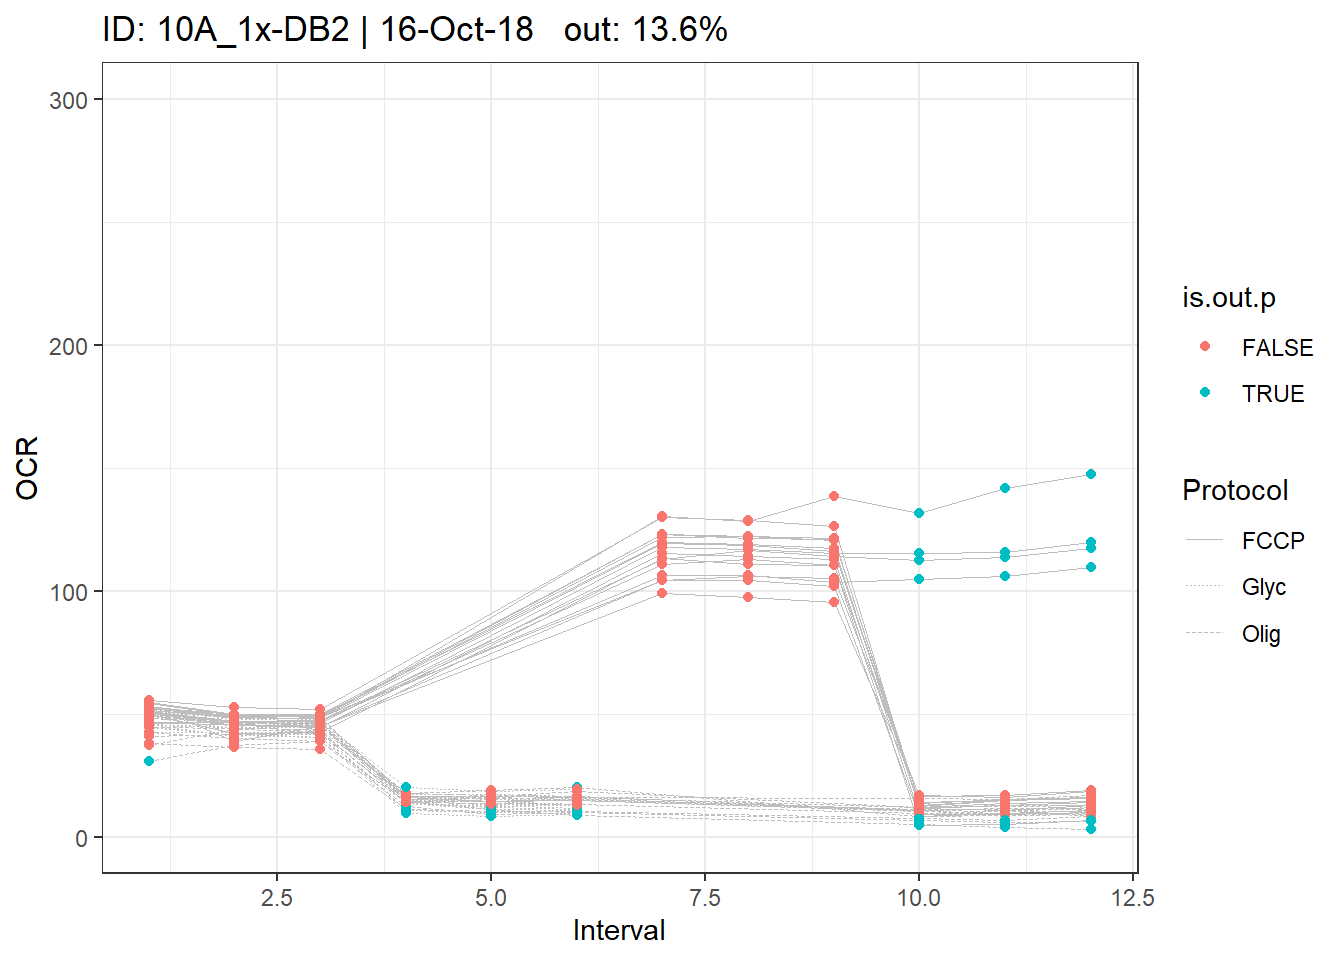 ID: 10A_1x-DB2 | 16-Oct-18   out: 13.6%
300
200
100
0
OCR
2.5
5.0
7.5
10.0
12.5
Interval
is.out.p
FALSE
TRUE
Protocol
FCCP
Glyc
Olig